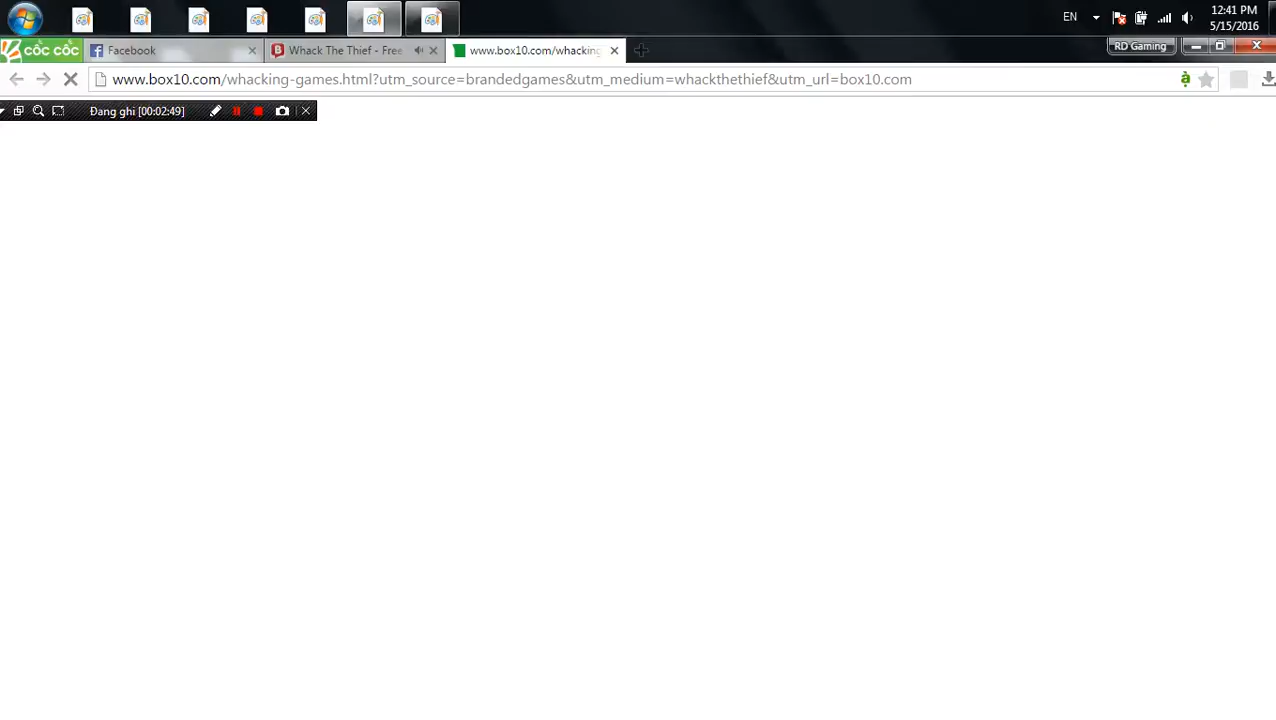 EN
12:41 PM
5/15/2016
cốc cốc
Facebook
Whack The Thief - Free
www.box10.com/whacking
RD Gaming
www.box10.com/whacking-games.html?utm_source=brandedgames&utm_medium=whackthethief&utm_url=box10.com
ạ̉
Đang ghi [00:02:49]